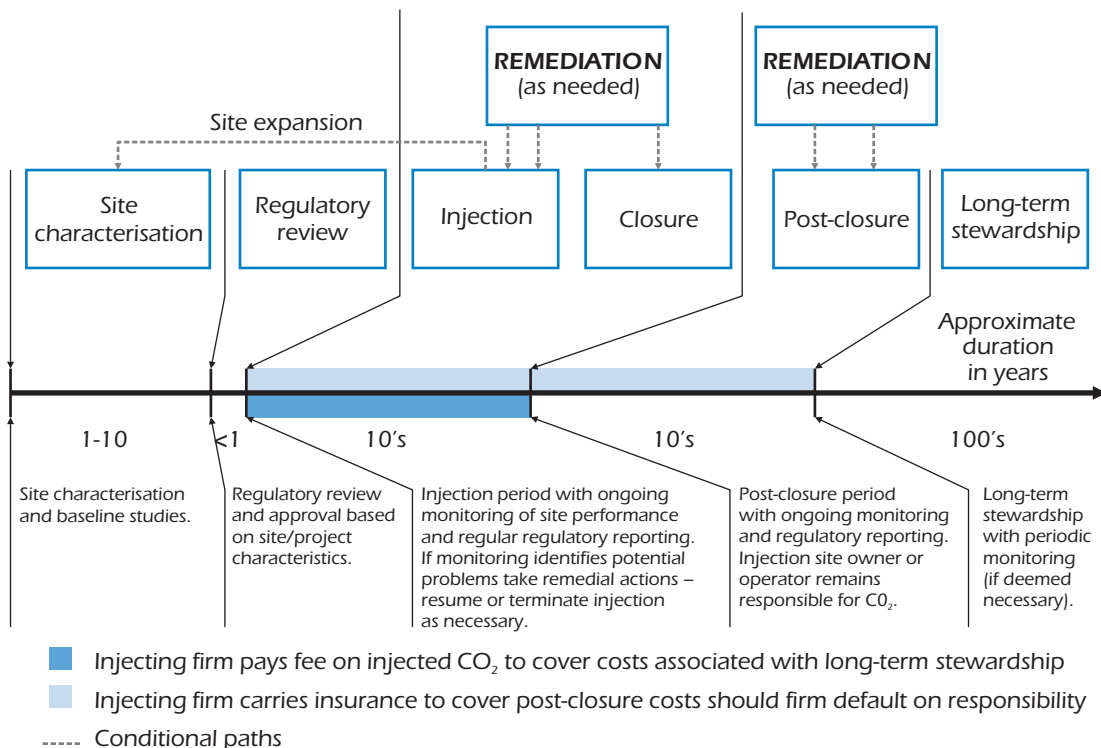 REMEDIATION
(as needed)
REMEDIATION
(as needed)
Site expansion
Site
characterisation
Regulatory
review
Injection
Closure
Post-closure
Long-term
stewardship
Approximate
duration
in years
1-10
<1
10's
10's
100's
Site characterisation
and baseline studies.
Regulatory review
and approval based
on site/project
characteristics.
Injection period with ongoing
monitoring of site performance
and regular regulatory reporting.
If monitoring identifies potential
problems take remedial actions –
resume or terminate injection
as necessary.
Post-closure period
with ongoing monitoring
and regulatory reporting.
Injection site owner or
operator remains
responsible for C0₂.
Long-term
stewardship
with periodic
monitoring
(if deemed
necessary).
Injecting firm pays fee on injected CO₂ to cover costs associated with long-term stewardship
Injecting firm carries insurance to cover post-closure costs should firm default on responsibility
Conditional paths